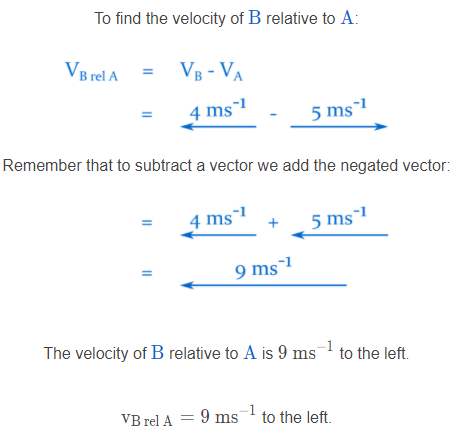 To find the velocity of B relative to A:
V_B rel A = V_B - V_A
= 4 ms⁻¹ - 5 ms⁻¹
Remember that to subtract a vector we add the negated vector:
= 4 ms⁻¹ + 5 ms⁻¹
= 9 ms⁻¹
The velocity of B relative to A is 9 ms⁻¹ to the left.
v_B rel A = 9 ms⁻¹ to the left.